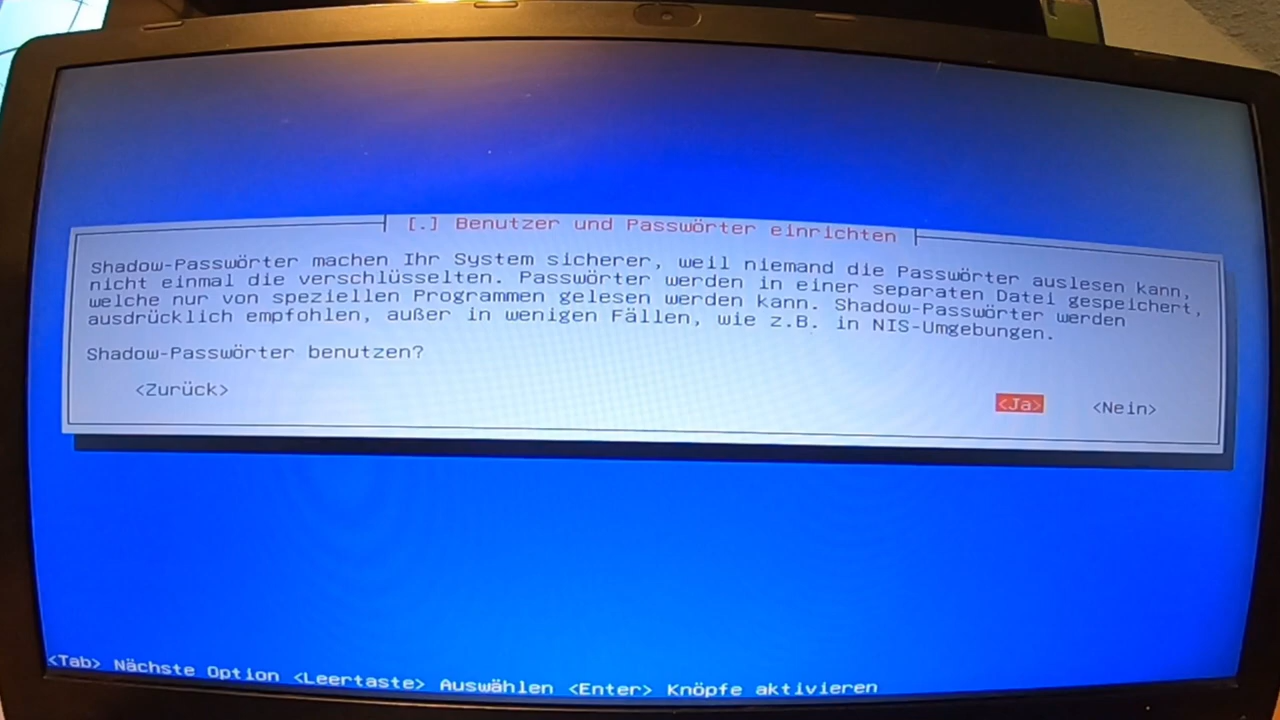 [.] Benutzer und Passwörter einrichten
Shadow-Passwörter machen Ihr System sicherer, weil niemand die Passwörter auslesen kann,
nicht einmal die verschlüsselten. Passwörter werden in einer separaten Datei gespeichert,
welche nur von speziellen Programmen gelesen werden kann. Shadow-Passwörter werden
ausdrücklich empfohlen, außer in wenigen Fällen, wie z.B. in NIS-Umgebungen.
Shadow-Passwörter benutzen?
<Zurück> <Ja> <Nein>
<Tab> Nächste Option <Leertaste> Auswählen <Enter> Knöpfe aktivieren